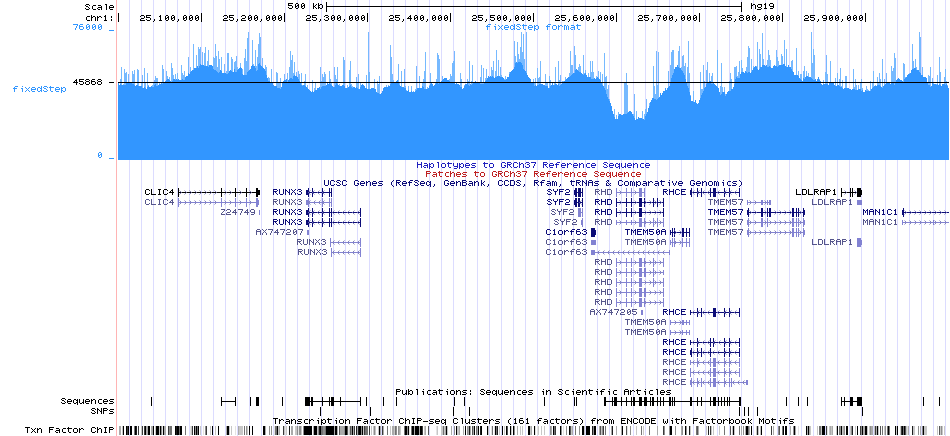 Scale 500 kb hg19
chr1: 25,100,000 25,200,000 25,300,000 25,400,000 25,500,000 25,600,000 25,700,000 25,800,000 25,900,000
76000 _ fixedStep format
45868 -
fixedStep
0 _
Haplotypes to GRCh37 Reference Sequence
Patches to GRCh37 Reference Sequence
UCSC Genes (RefSeq, GenBank, CCDS, Rfam, tRNAs & Comparative Genomics)
CLIC4 RUNX3 SYF2 RHD RHCE LDLRAP1
CLIC4 RUNX3 SYF2 RHD TMEM57 LDLRAP1
Z24749 RUNX3 SYF2 RHD TMEM57 MAN1C1
RUNX3 SYF2 RHD TMEM57 MAN1C1
AX747207 C1orf63 TMEM50A TMEM57
RUNX3 C1orf63 TMEM50A LDLRAP1
RUNX3 C1orf63
RHD
RHD
RHD
RHD
RHD
AX747205 RHCE
TMEM50A
TMEM50A
RHCE
RHCE
RHCE
RHCE
RHCE
Publications: Sequences in Scientific Articles
Sequences
SNPs
Transcription Factor ChIP-seq Clusters (161 factors) from ENCODE with Factorbook Motifs
Txn Factor ChIP